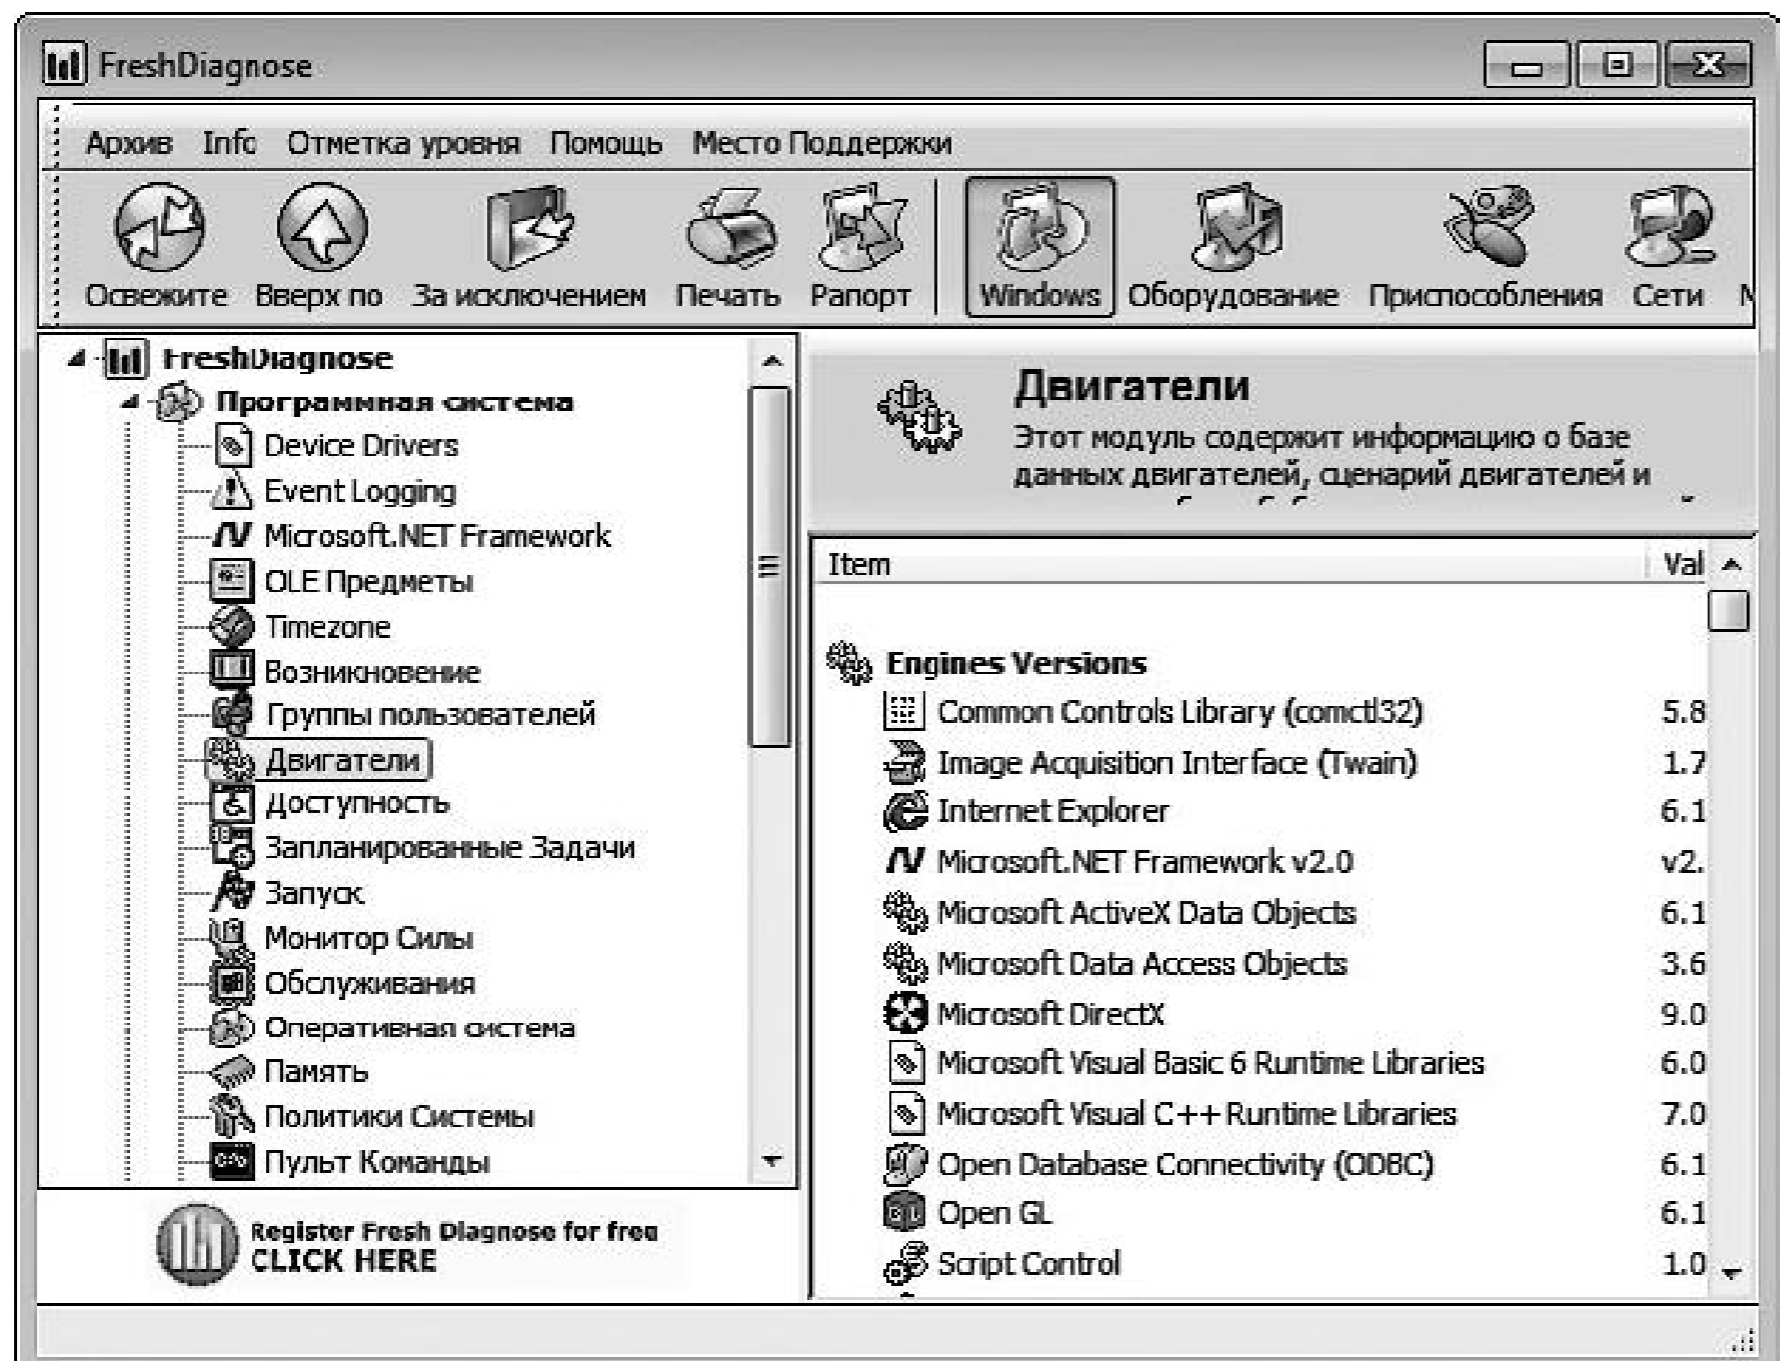 FreshDiagnose
Архив Info Отметка уровня Помощь Место Поддержки
Освежите Вверх по За исключением Печать Рапорт Windows Оборудование Приспособления Сети
FreshDiagnose
Программная система
Device Drivers
Event Logging
Microsoft.NET Framework
OLE Предметы
Timezone
Возникновение
Группы пользователей
Двигатели
Доступность
Запланированные Задачи
Запуск
Монитор Силы
Обслуживания
Оперативная система
Память
Политики Системы
Пульт Команды
Register Fresh Diagnose for free
CLICK HERE
Двигатели
Этот модуль содержит информацию о базе
данных двигателей, сценарий двигателей и
Item Val
Engines Versions
Common Controls Library (comctl32) 5.8
Image Acquisition Interface (Twain) 1.7
Internet Explorer 6.1
Microsoft.NET Framework v2.0 v2.
Microsoft ActiveX Data Objects 6.1
Microsoft Data Access Objects 3.6
Microsoft DirectX 9.0
Microsoft Visual Basic 6 Runtime Libraries 6.0
Microsoft Visual C++ Runtime Libraries 7.0
Open Database Connectivity (ODBC) 6.1
Open GL 6.1
Script Control 1.0